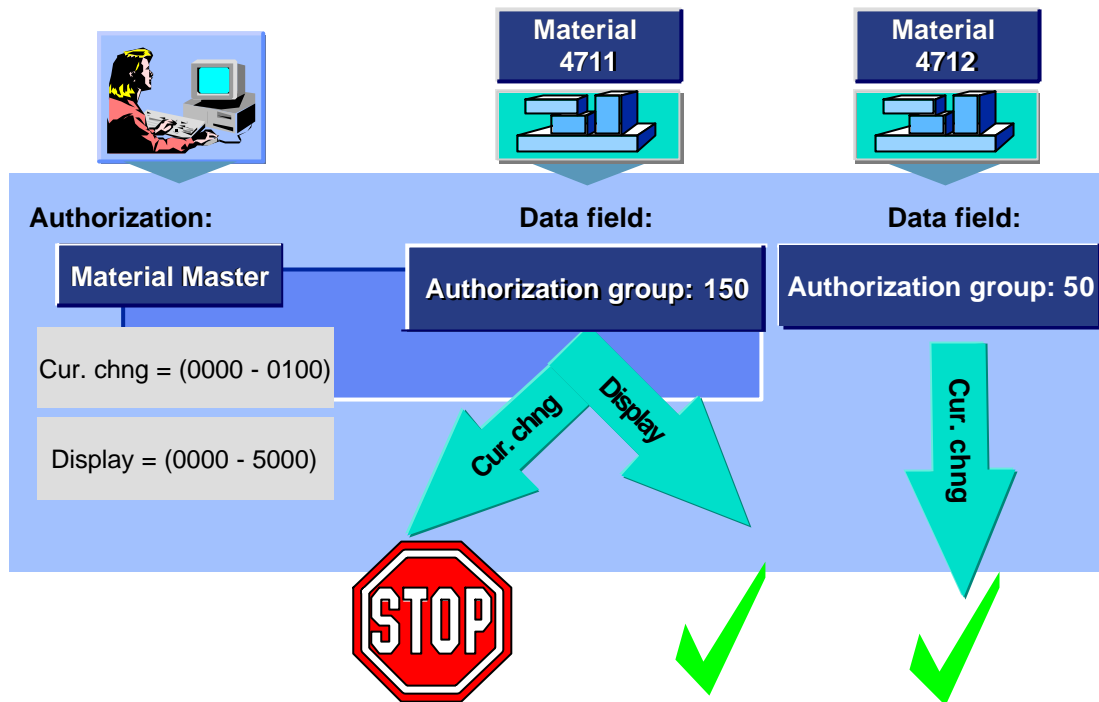 Material
4711
Material
4712
Authorization:
Data field:
Data field:
Material Master
Authorization group: 150
Authorization group: 50
Cur. chng = (0000 - 0100)
Display = (0000 - 5000)
Cur. chng
Display
Cur. chng
STOP